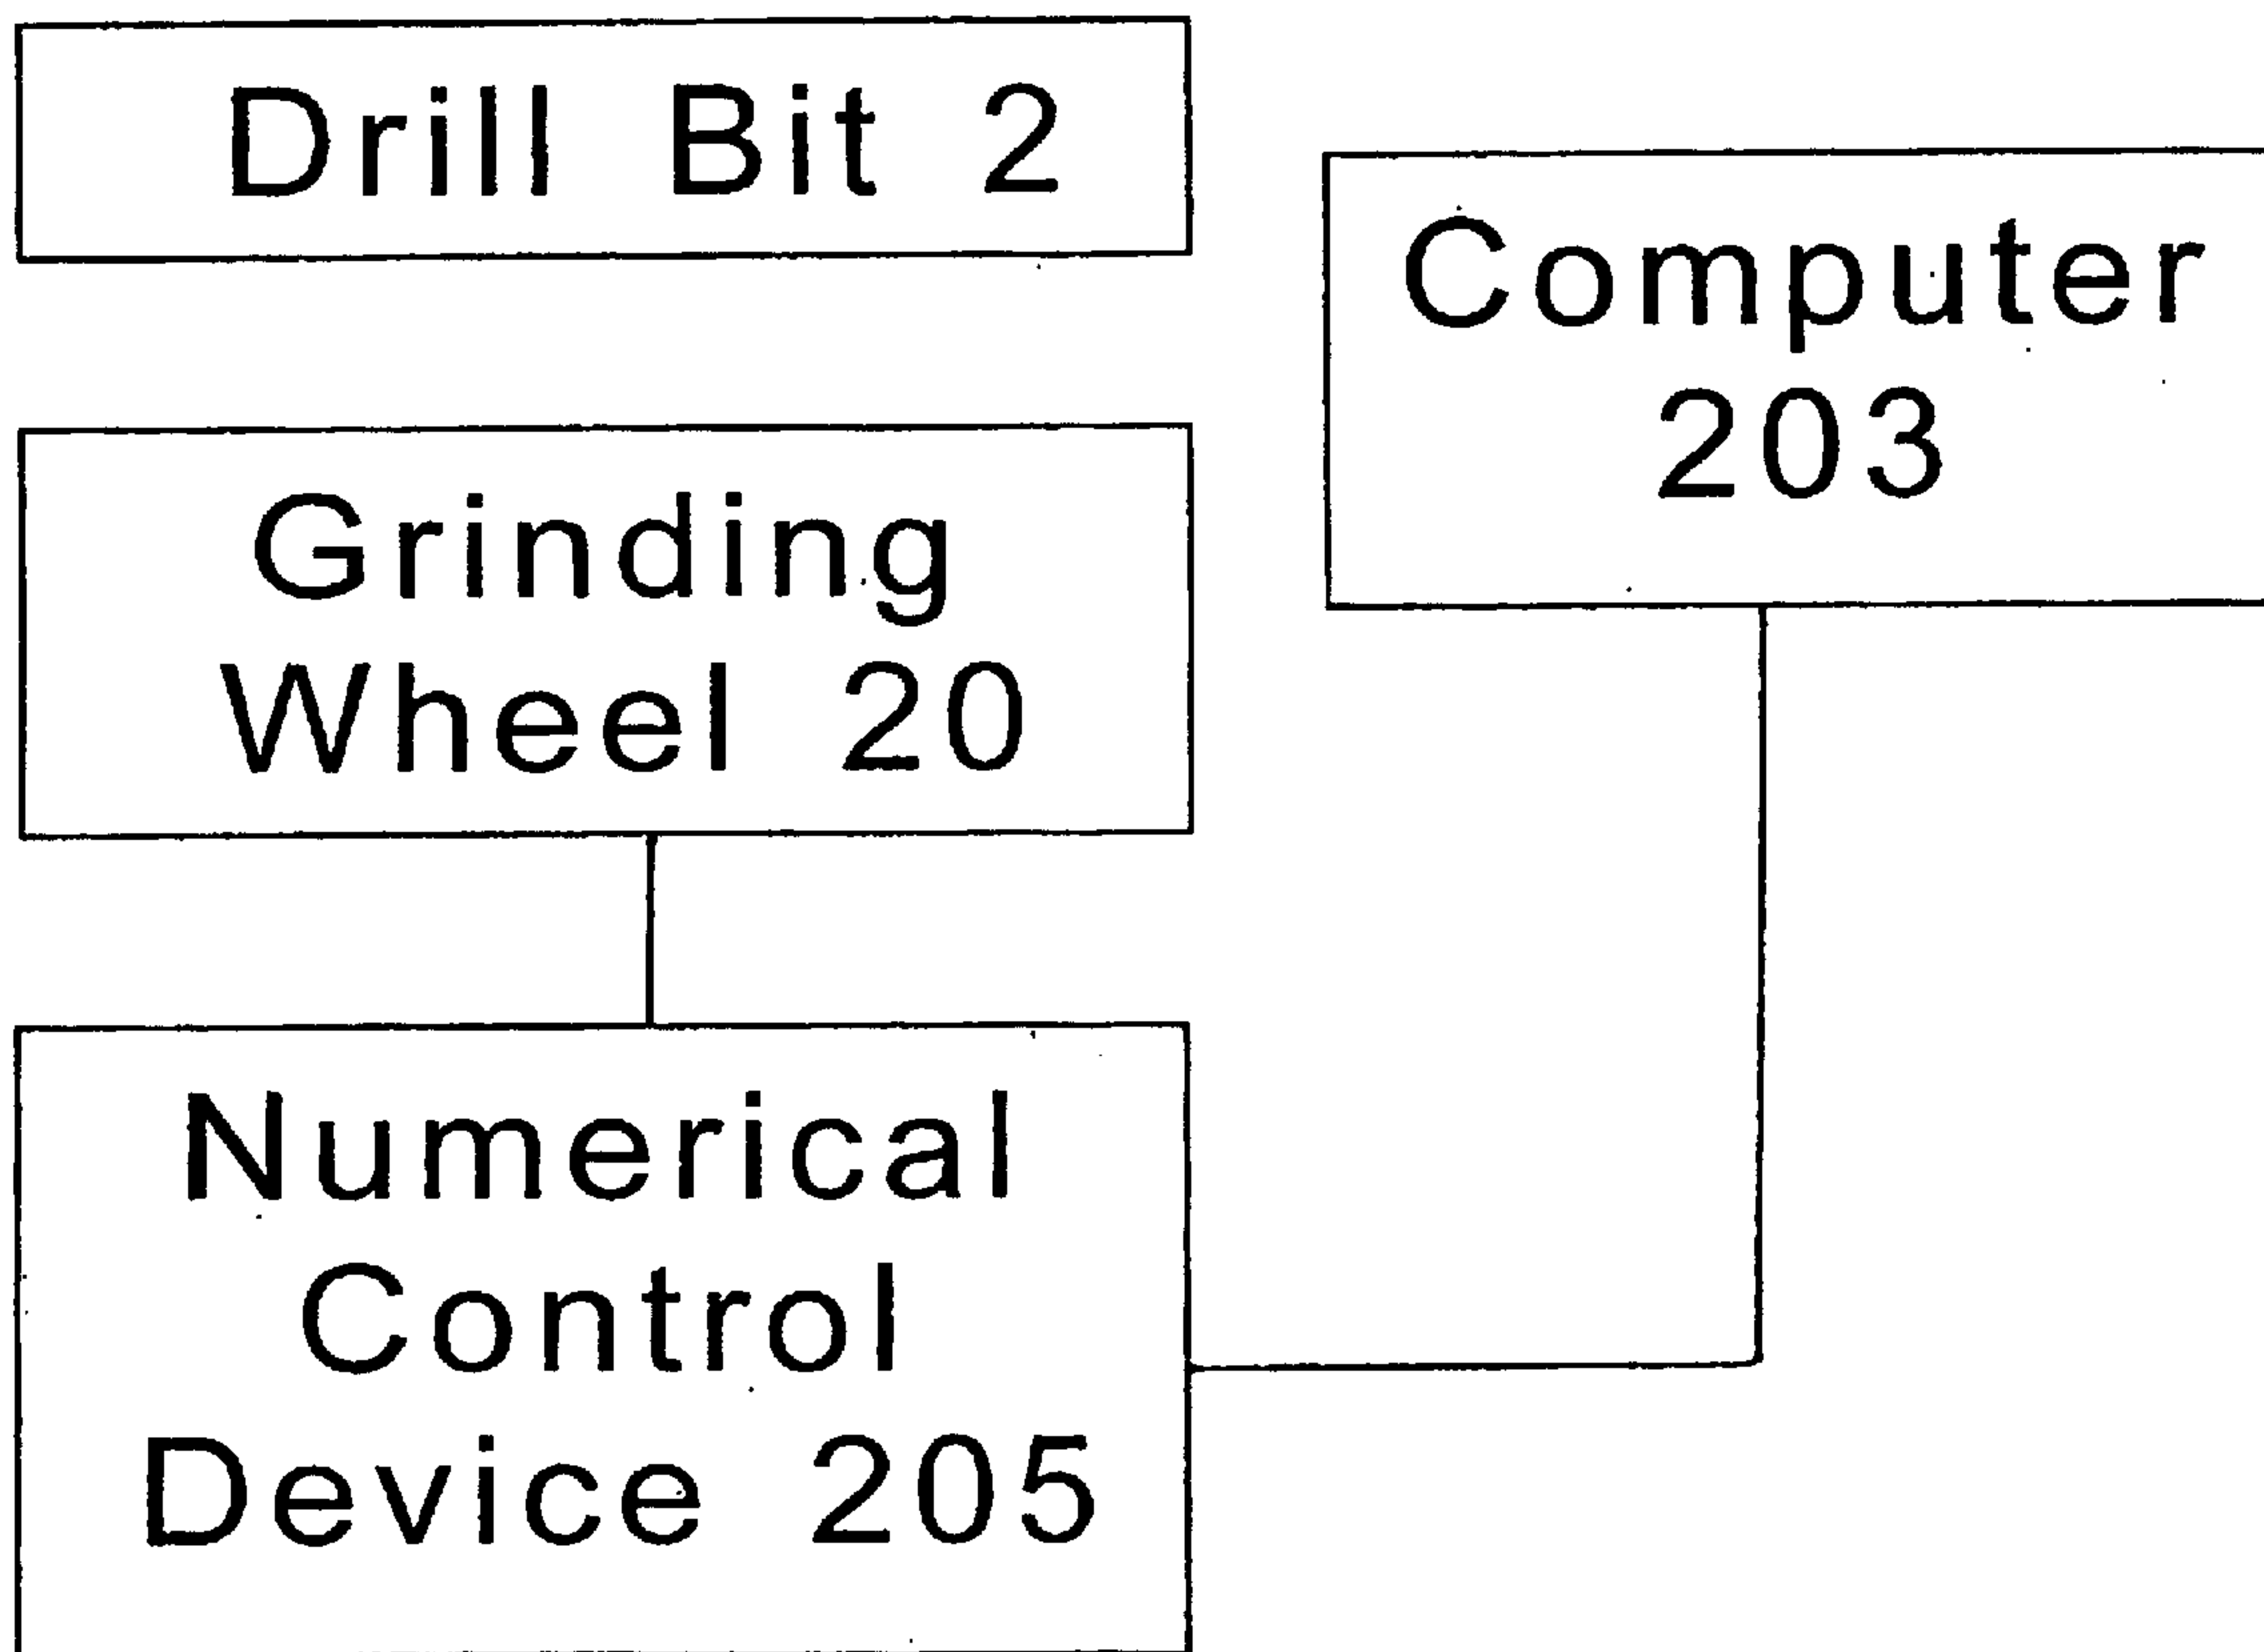 Drill Bit 2
Computer
203
Grinding
Wheel 20
Numerical
Control
Device 205